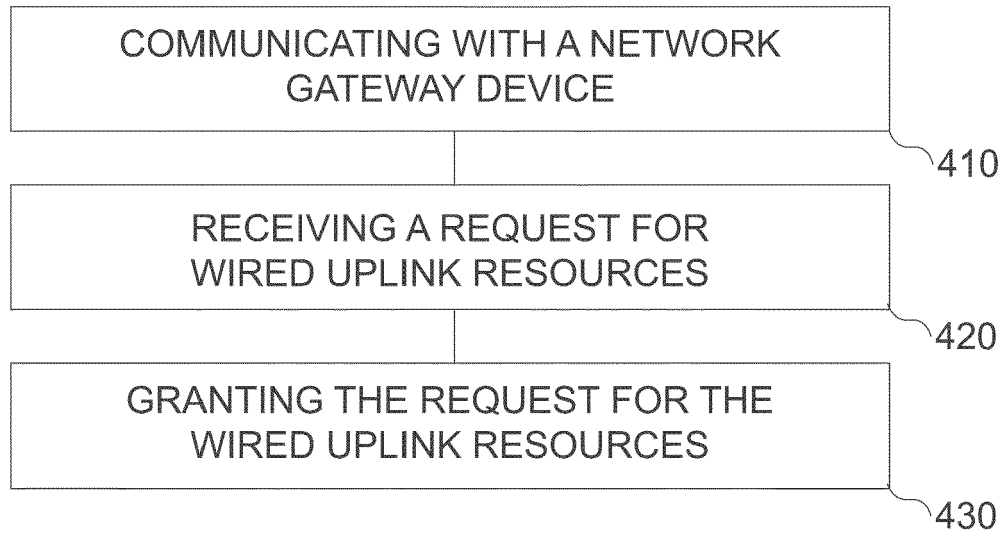 COMMUNICATING WITH A NETWORK
GATEWAY DEVICE
410
RECEIVING A REQUEST FOR
WIRED UPLINK RESOURCES
420
GRANTING THE REQUEST FOR THE
WIRED UPLINK RESOURCES
430